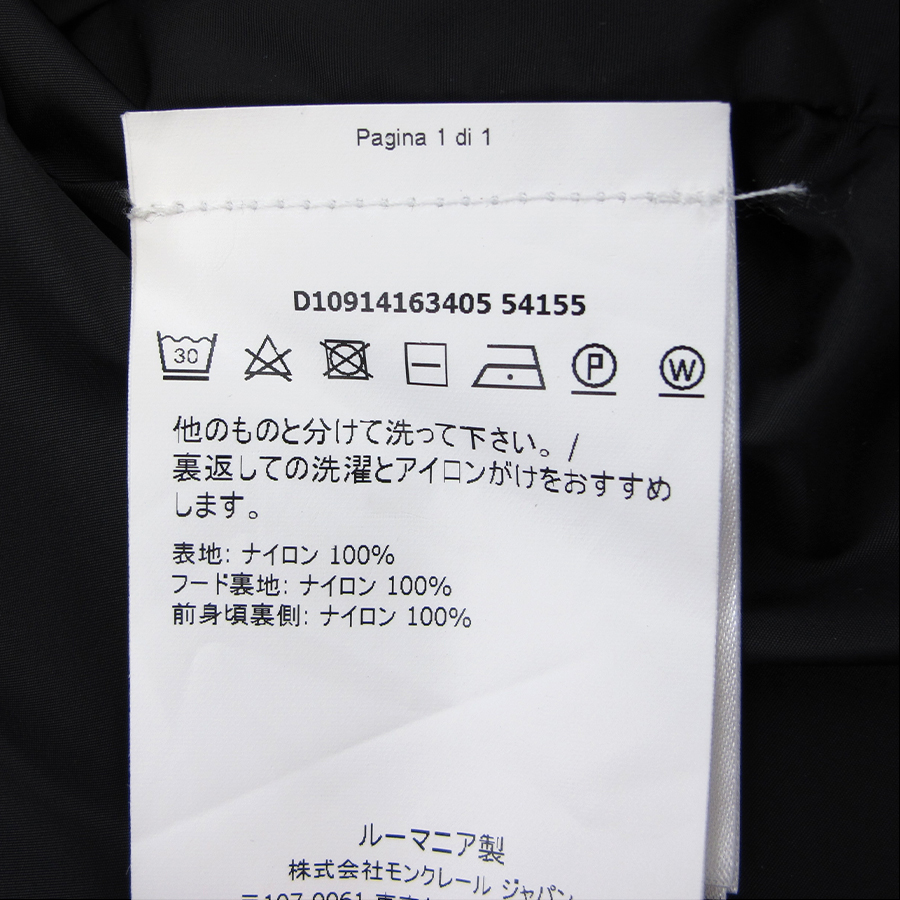 Pagina 1 di 1
D10914163405 54155
30 P W
他のものと分けて洗って下さい。/
裏返しての洗濯とアイロンがけをおすすめ
します。
表地: ナイロン 100%
フード裏地: ナイロン 100%
前身頃裏側: ナイロン 100%
ルーマニア製
株式会社モンクレール ジャパン